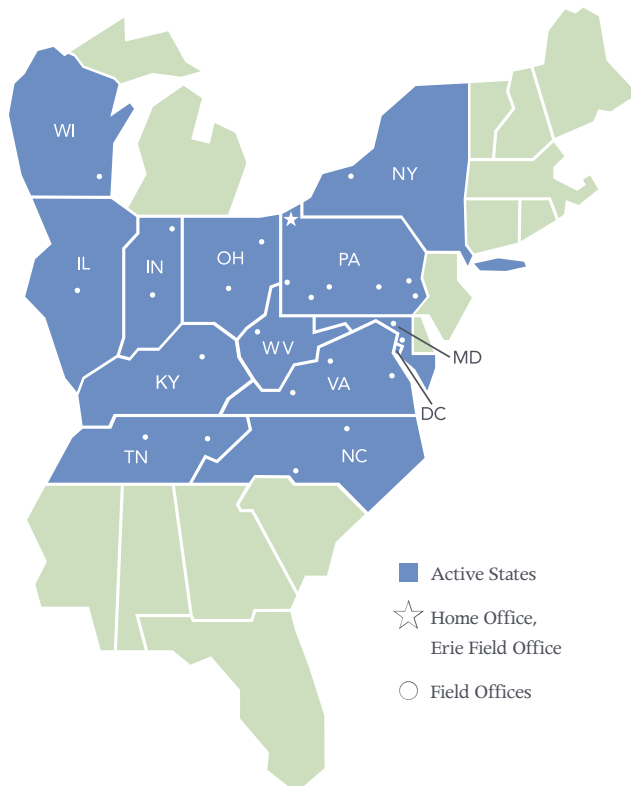 WI
NY
IL
IN
OH
PA
WV
MD
KY
VA
DC
TN
NC
Active States
Home Office,
Erie Field Office
Field Offices